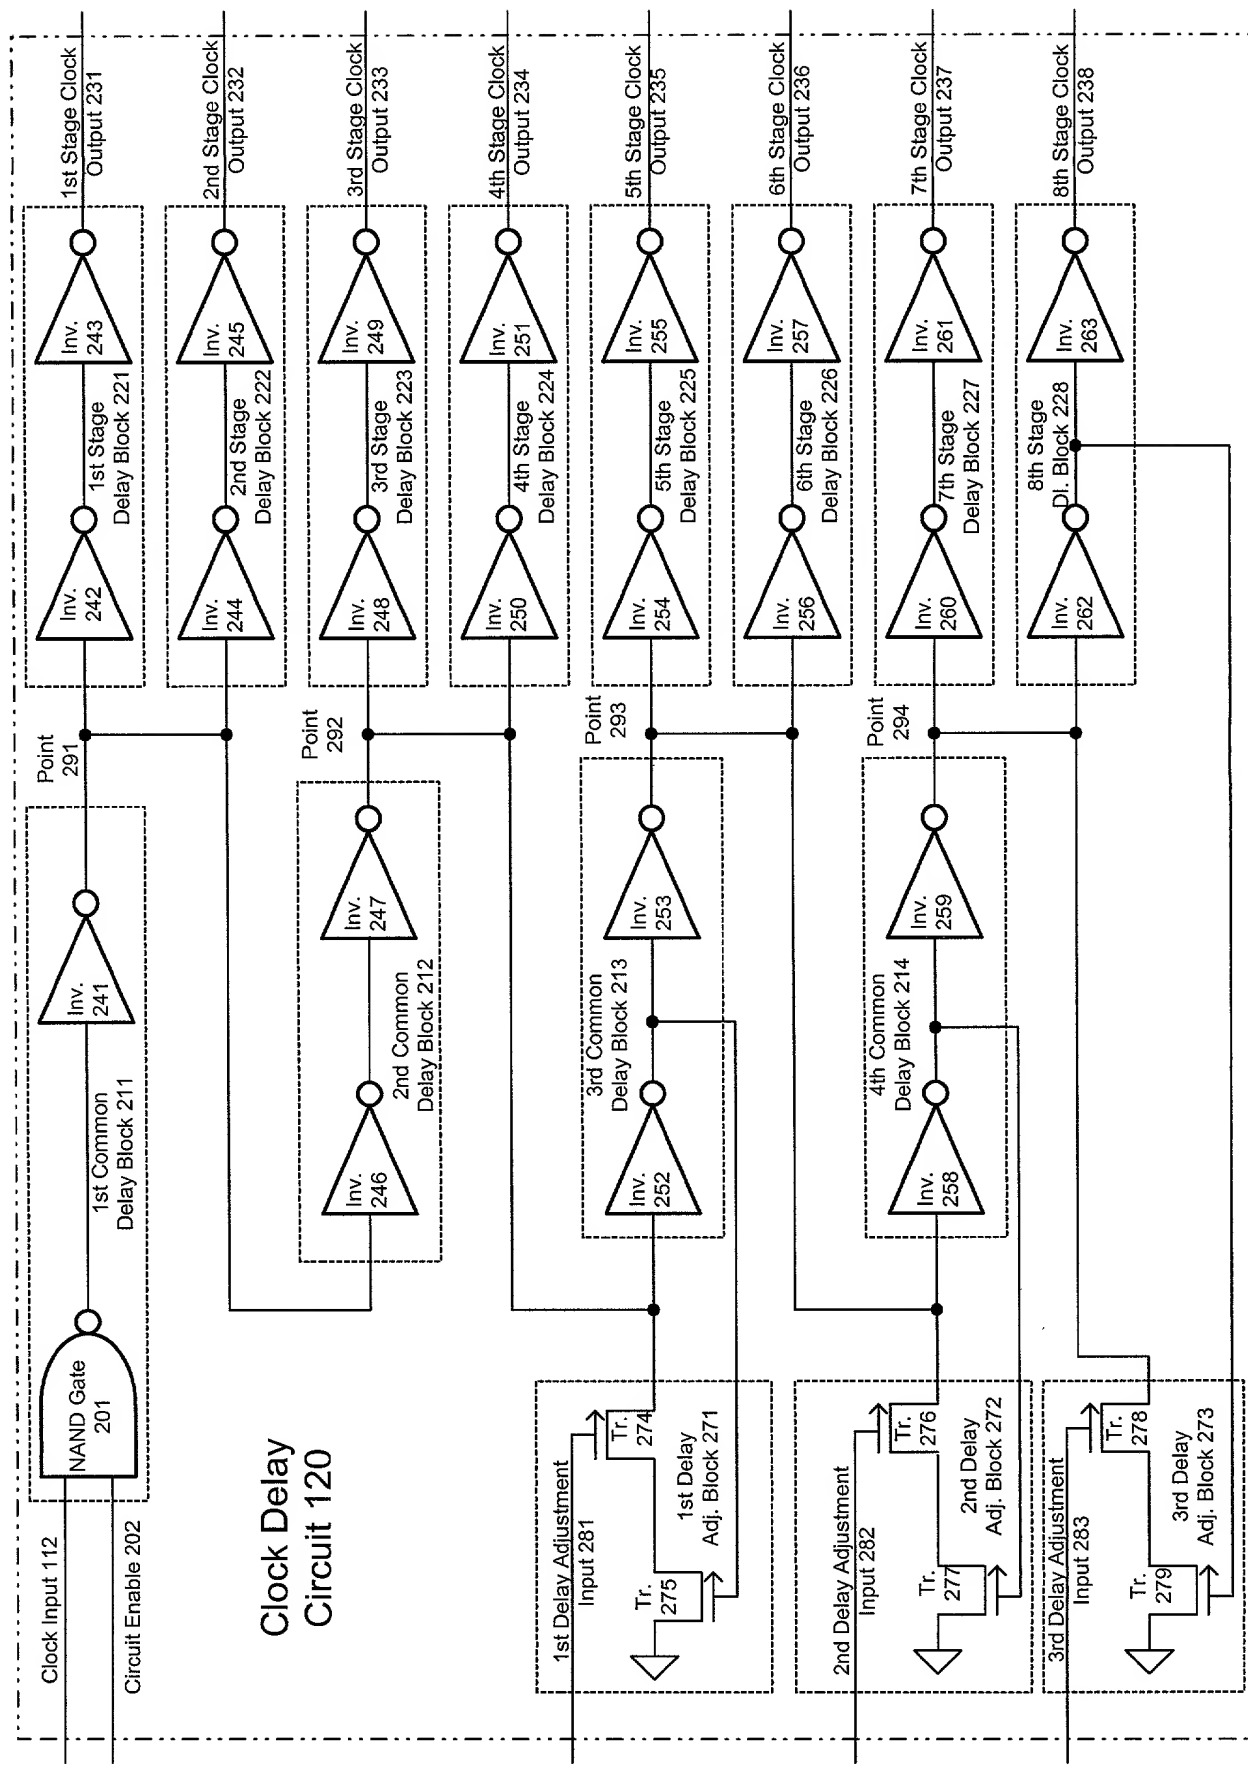 Clock Input 112
Circuit Enable 202
NAND Gate
201
1st Common
Delay Block 211
Inv.
241
Point
291
Inv.
242
1st Stage
Delay Block 221
Inv.
243
1st Stage Clock
Output 231
Inv.
244
2nd Stage
Delay Block 222
Inv.
245
2nd Stage Clock
Output 232
Clock Delay
Circuit 120
Inv.
246
2nd Common
Delay Block 212
Inv.
247
Point
292
Inv.
248
3rd Stage
Delay Block 223
Inv.
249
3rd Stage Clock
Output 233
Inv.
250
4th Stage
Delay Block 224
Inv.
251
4th Stage Clock
Output 234
1st Delay Adjustment
Input 281
Tr.
275
Tr.
274
1st Delay
Adj. Block 271
Inv.
252
3rd Common
Delay Block 213
Inv.
253
Point
293
Inv.
254
5th Stage
Delay Block 225
Inv.
255
5th Stage Clock
Output 235
Inv.
256
6th Stage
Delay Block 226
Inv.
257
6th Stage Clock
Output 236
2nd Delay Adjustment
Input 282
Tr.
277
Tr.
276
2nd Delay
Adj. Block 272
Inv.
258
4th Common
Delay Block 214
Inv.
259
Point
294
Inv.
260
7th Stage
Delay Block 227
Inv.
261
7th Stage Clock
Output 237
3rd Delay Adjustment
Input 283
Tr.
279
Tr.
278
3rd Delay
Adj. Block 273
Inv.
262
8th Stage
Dl. Block 228
Inv.
263
8th Stage Clock
Output 238